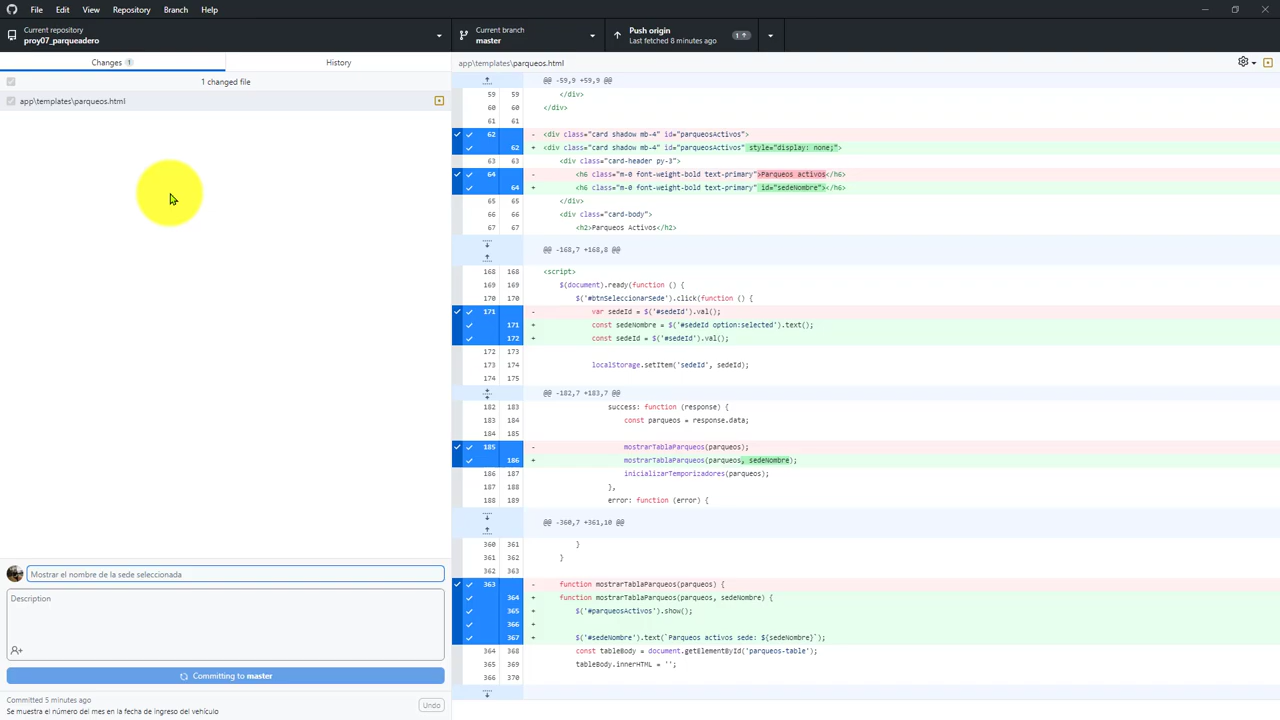 File Edit View Repository Branch Help
Current repository
proy07_parqueadero
Current branch
master
Push origin
Last fetched 8 minutes ago
1
Changes 1
History
1 changed file
app\templates\parqueos.html
app\templates\parqueos.html
@@ -59,9 +59,9 @@
59 59 </div>
60 60 </div>
61 61
62 - <div class="card shadow mb-4" id="parqueosActivos">
62 + <div class="card shadow mb-4" id="parqueosActivos" style="display: none;">
63 63 <div class="card-header py-3">
64 - <h6 class="m-0 font-weight-bold text-primary">Parqueos activos</h6>
64 + <h6 class="m-0 font-weight-bold text-primary" id="sedeNombre"></h6>
65 65 </div>
66 66 <div class="card-body">
67 67 <h2>Parqueos Activos</h2>
@@ -168,7 +168,8 @@
168 168 <script>
169 169 $(document).ready(function () {
170 170 $('#btnSeleccionarSede').click(function () {
171 - var sedeId = $('#sedeId').val();
171 + const sedeNombre = $('#sedeId option:selected').text();
172 + const sedeId = $('#sedeId').val();
172 173
173 174 localStorage.setItem('sedeId', sedeId);
174 175
@@ -182,7 +183,7 @@
182 183 success: function (response) {
183 184 const parqueos = response.data;
184 185
185 - mostrarTablaParqueos(parqueos);
186 + mostrarTablaParqueos(parqueos, sedeNombre);
186 187 inicializarTemporizadores(parqueos);
187 188 },
188 189 error: function (error) {
@@ -360,7 +361,10 @@
360 361 }
361 362 }
362 363
363 - function mostrarTablaParqueos(parqueos) {
364 + function mostrarTablaParqueos(parqueos, sedeNombre) {
365 + $('#parqueosActivos').show();
366 +
367 + $('#sedeNombre').text(`Parqueos activos sede: ${sedeNombre}`);
364 368 const tableBody = document.getElementById('parqueos-table');
365 369 tableBody.innerHTML = '';
366 370
Mostrar el nombre de la sede seleccionada
Description
Committing to master
Committed 5 minutes ago
Se muestra el número del mes en la fecha de ingreso del vehículo
Undo